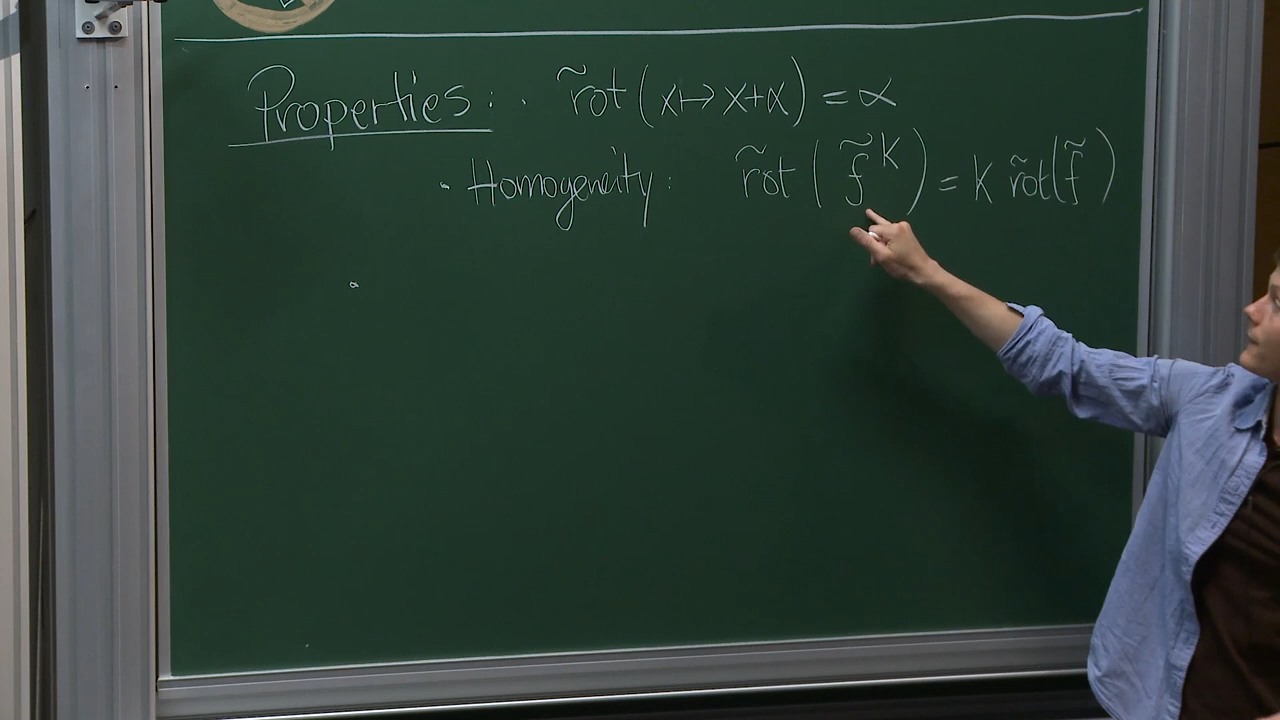 Properties: · r̃ot (x ↦ x+α) = α
· Homogeneity: r̃ot ( f̃ᴷ ) = K r̃ot(f̃)